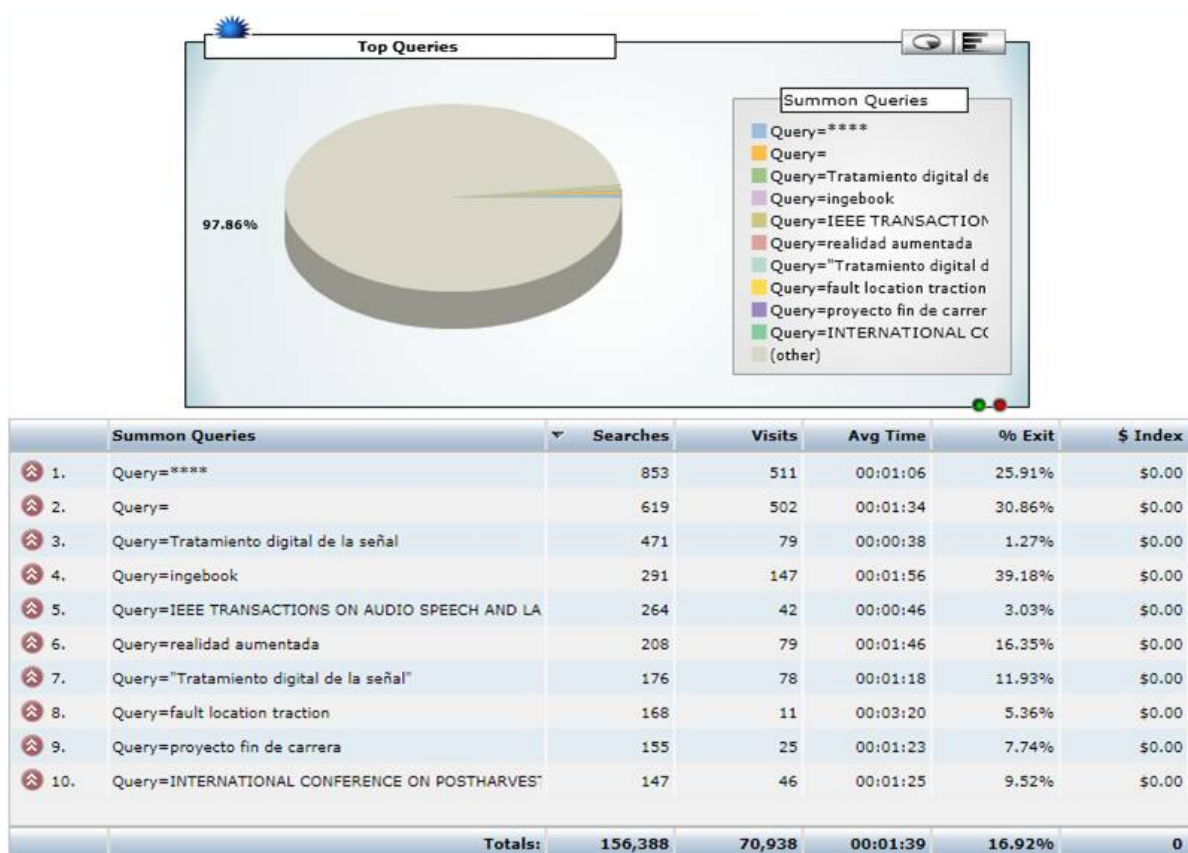 Top Queries
97.86%
Summon Queries
Query=****
Query=
Query=Tratamiento digital de
Query=ingebook
Query=IEEE TRANSACTION
Query=realidad aumentada
Query="Tratamiento digital d
Query=fault location traction
Query=proyecto fin de carrer
Query=INTERNATIONAL CO
(other)
Summon Queries Searches Visits Avg Time % Exit $ Index
1. Query=**** 853 511 00:01:06 25.91% $0.00
2. Query= 619 502 00:01:34 30.86% $0.00
3. Query=Tratamiento digital de la señal 471 79 00:00:38 1.27% $0.00
4. Query=ingebook 291 147 00:01:56 39.18% $0.00
5. Query=IEEE TRANSACTIONS ON AUDIO SPEECH AND LA 264 42 00:00:46 3.03% $0.00
6. Query=realidad aumentada 208 79 00:01:46 16.35% $0.00
7. Query="Tratamiento digital de la señal" 176 78 00:01:18 11.93% $0.00
8. Query=fault location traction 168 11 00:03:20 5.36% $0.00
9. Query=proyecto fin de carrera 155 25 00:01:23 7.74% $0.00
10. Query=INTERNATIONAL CONFERENCE ON POSTHARVEST 147 46 00:01:25 9.52% $0.00
Totals: 156,388 70,938 00:01:39 16.92% 0